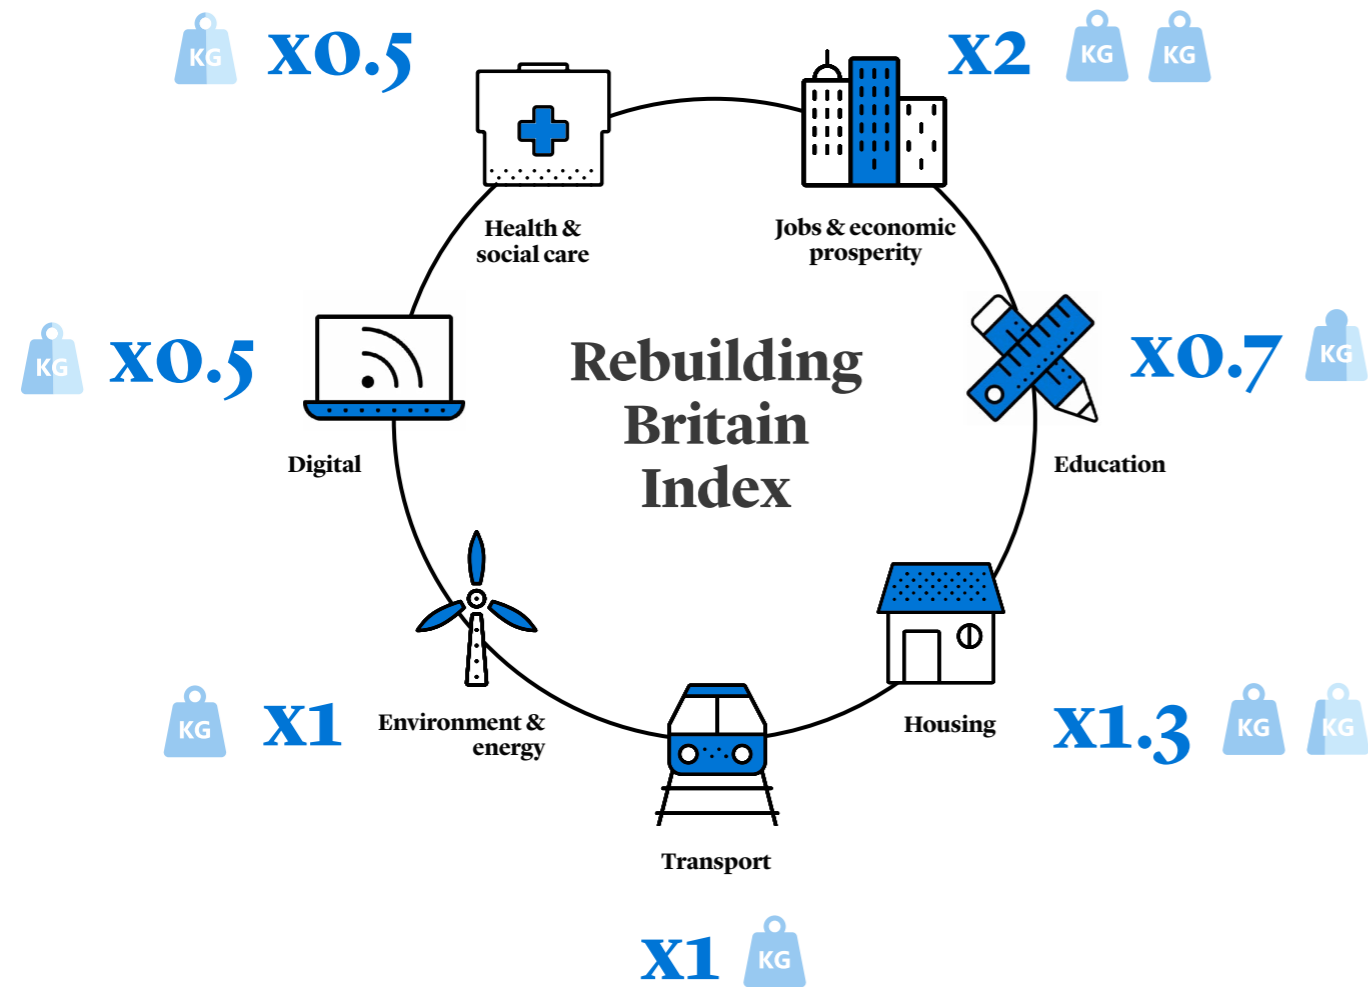 KG
x0.5
x2
KG
KG
Health &
social care
Jobs & economic
prosperity
KG
x0.5
Rebuilding
Britain
Index
x0.7
KG
Digital
Education
KG
x1
Environment &
energy
Housing
x1.3
KG
KG
Transport
x1
KG